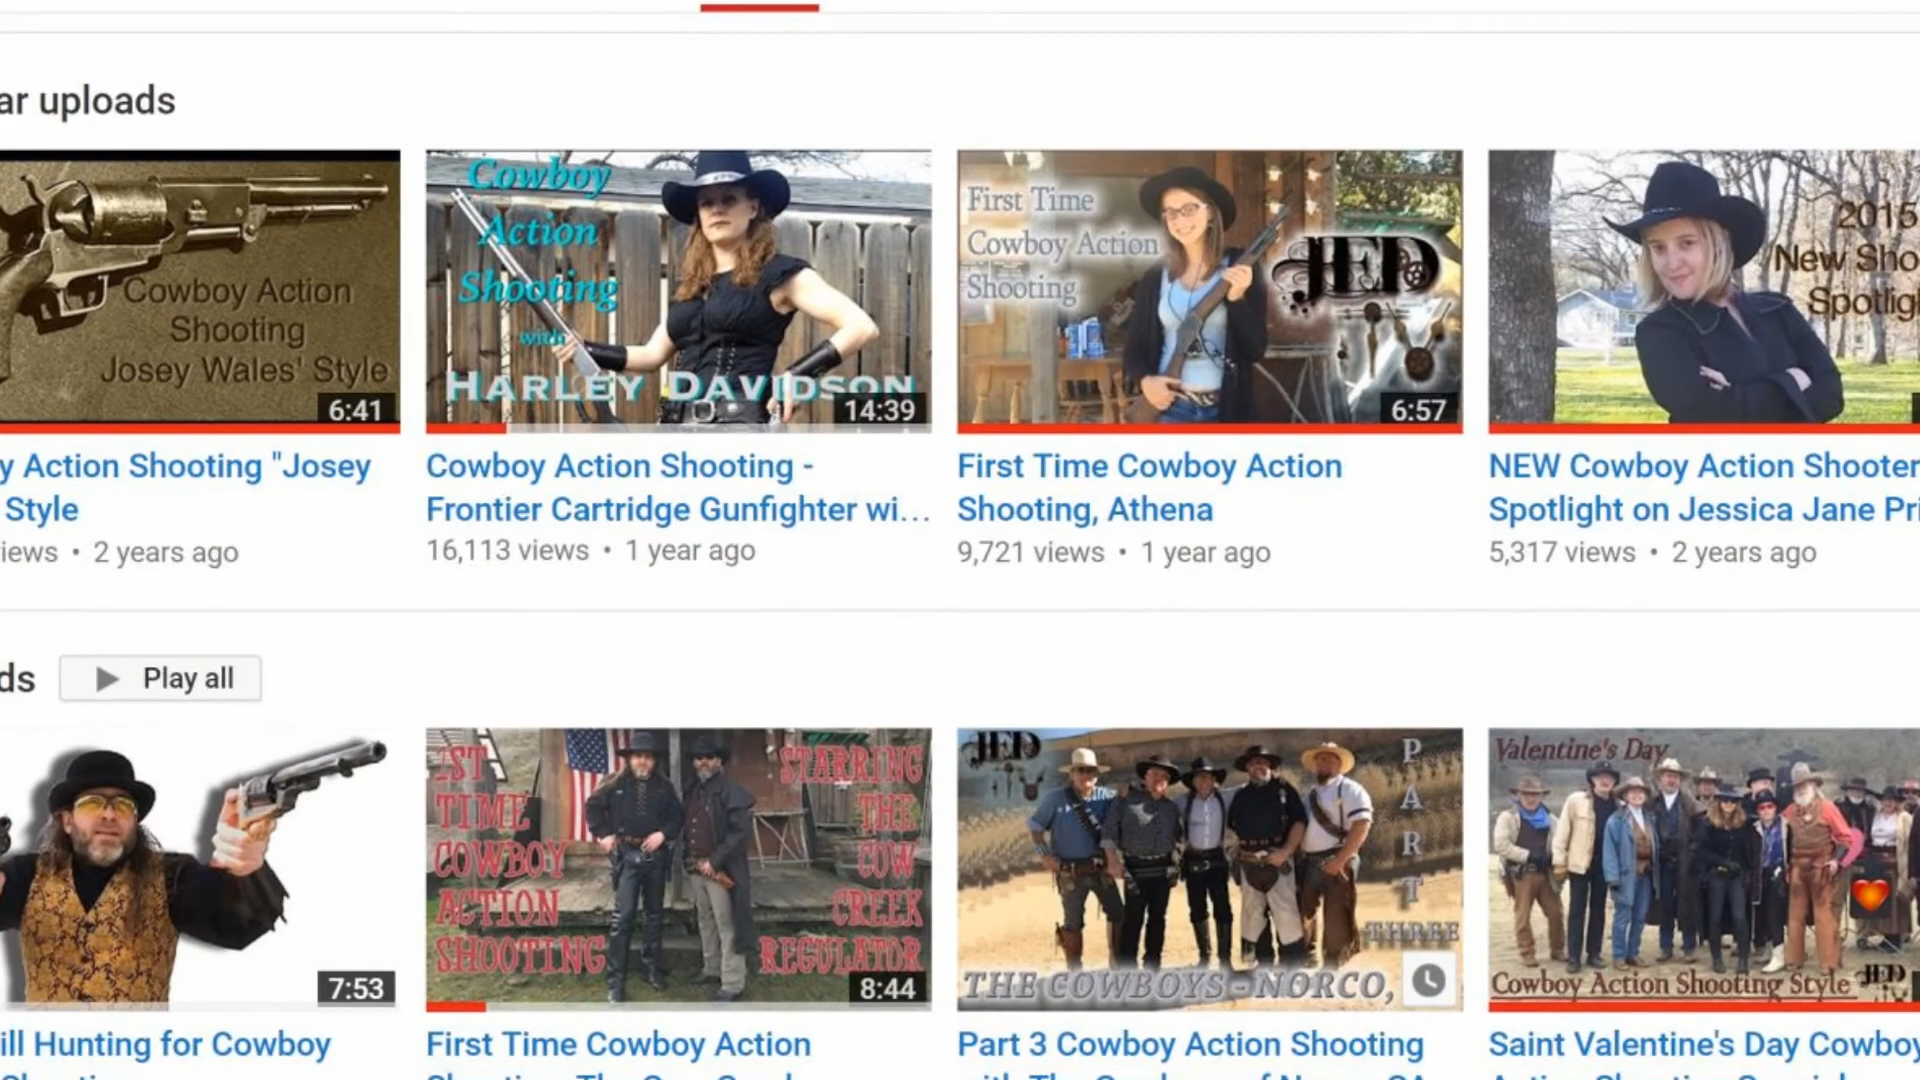 ar uploads
Cowboy Action
Shooting
Josey Wales' Style
6:41
Cowboy
Action
Shooting
with
HARLEY DAVIDSON
14:39
First Time
Cowboy Action
Shooting
JED
6:57
2015
New Sho
Spotlig
y Action Shooting "Josey
Style
iews • 2 years ago
Cowboy Action Shooting -
Frontier Cartridge Gunfighter wi...
16,113 views • 1 year ago
First Time Cowboy Action
Shooting, Athena
9,721 views • 1 year ago
NEW Cowboy Action Shooter
Spotlight on Jessica Jane Pri
5,317 views • 2 years ago
ds
Play all
7:53
1ST
TIME
COWBOY
ACTION
SHOOTING
STARRING
THE
COW
CREEK
REGULATOR
8:44
JED
PART
THREE
THE COWBOYS - NORCO,
Valentine's Day
Cowboy Action Shooting Style
JED
ill Hunting for Cowboy
First Time Cowboy Action
Part 3 Cowboy Action Shooting
Saint Valentine's Day Cowboy